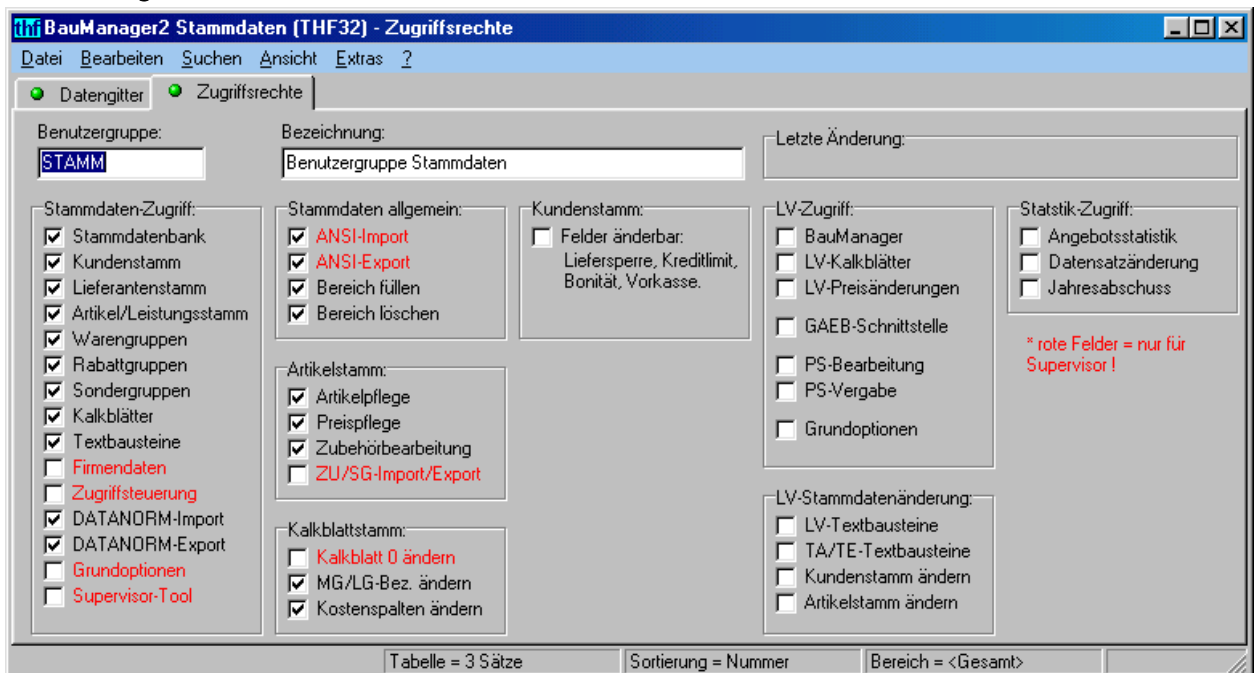 thfi BauManager2 Stammdaten (THF32) - Zugriffsrechte
Datei Bearbeiten Suchen Ansicht Extras ?
Datengitter Zugriffsrechte
Benutzergruppe:
STAMM
Bezeichnung:
Benutzergruppe Stammdaten
Letzte Änderung:
Stammdaten-Zugriff:
Stammdatenbank
Kundenstamm
Lieferantenstamm
Artikel/Leistungsstamm
Warengruppen
Rabattgruppen
Sondergruppen
Kalkblätter
Textbausteine
Firmendaten
Zugriffsteuerung
DATANORM-Import
DATANORM-Export
Grundoptionen
Supervisor-Tool
Stammdaten allgemein:
ANSI-Import
ANSI-Export
Bereich füllen
Bereich löschen
Artikelstamm:
Artikelpflege
Preispflege
Zubehörbearbeitung
ZU/SG-Import/Export
Kalkblattstamm:
Kalkblatt 0 ändern
MG/LG-Bez. ändern
Kostenspalten ändern
Kundenstamm:
Felder änderbar:
Liefersperre, Kreditlimit,
Bonität, Vorkasse.
LV-Zugriff:
BauManager
LV-Kalkblätter
LV-Preisänderungen
GAEB-Schnittstelle
PS-Bearbeitung
PS-Vergabe
Grundoptionen
LV-Stammdatenänderung:
LV-Textbausteine
TA/TE-Textbausteine
Kundenstamm ändern
Artikelstamm ändern
Statstik-Zugriff:
Angebotsstatistik
Datensatzänderung
Jahresabschuss
* rote Felder = nur für
Supervisor !
Tabelle = 3 Sätze
Sortierung = Nummer
Bereich = <Gesamt>